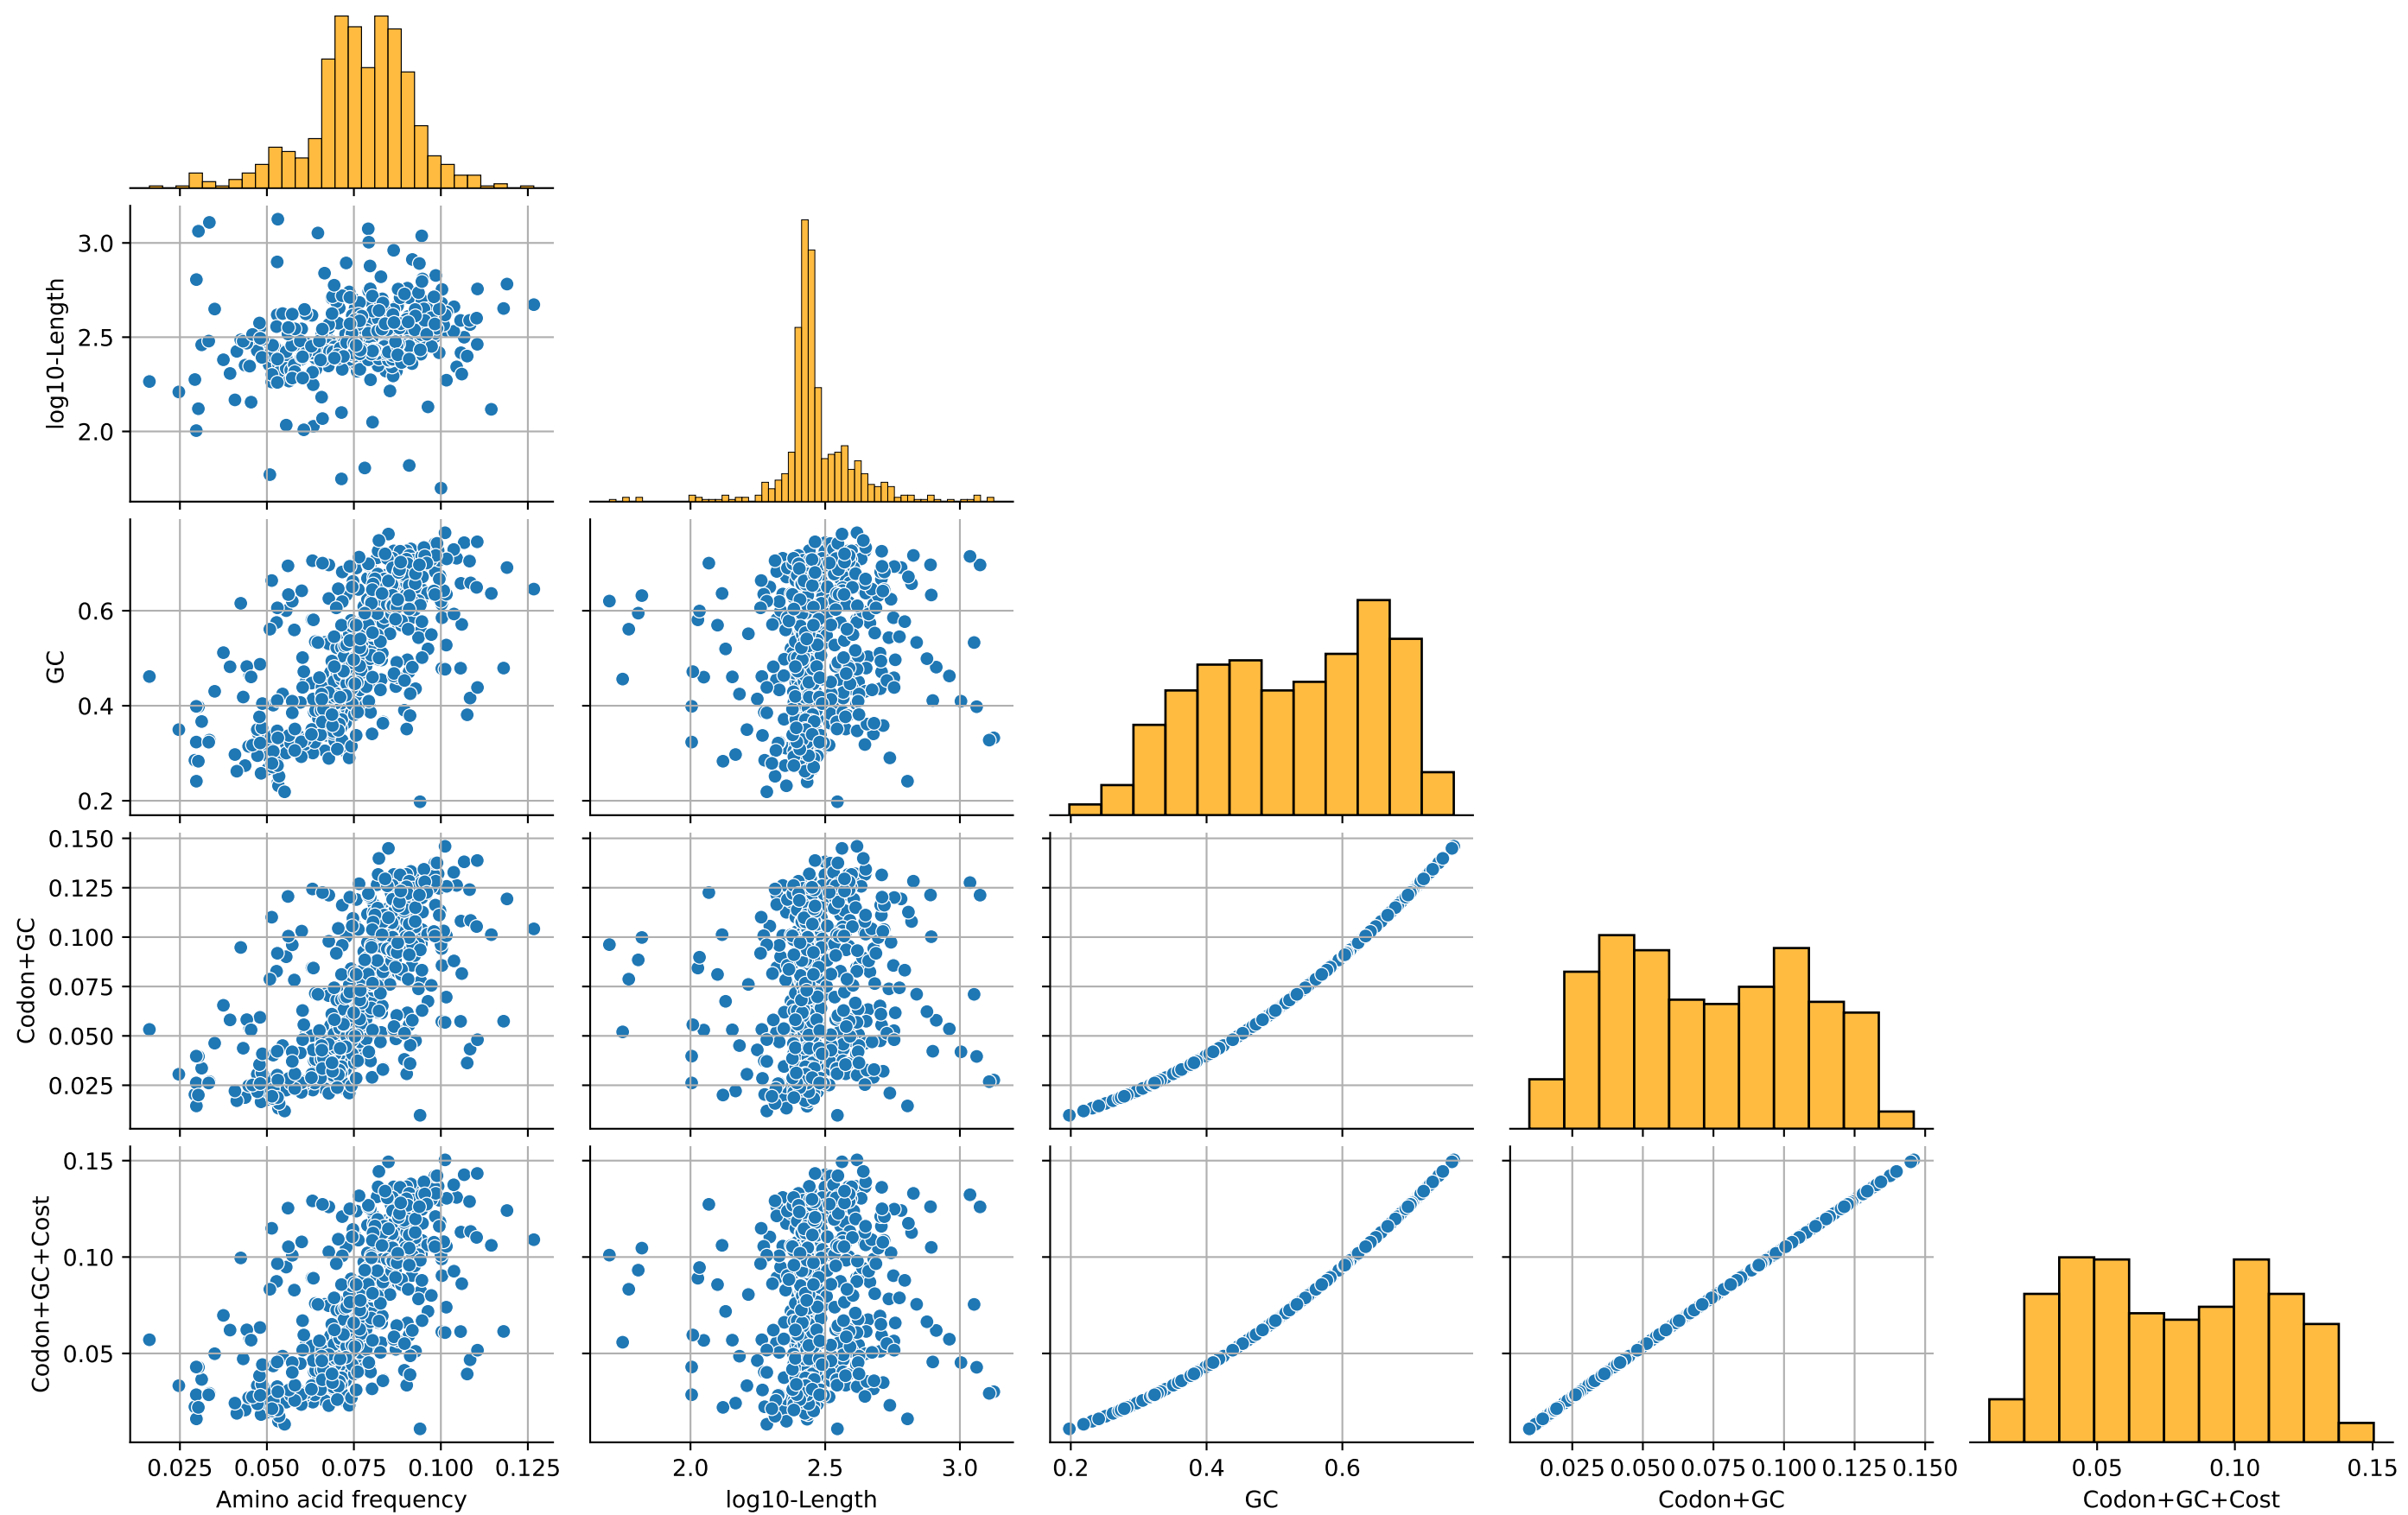 3.0
2.5
2.0
log10-Length
0.6
0.4
0.2
GC
0.150
0.125
0.100
0.075
0.050
0.025
Codon+GC
0.15
0.10
0.05
Codon+GC+Cost
0.025 0.050 0.075 0.100 0.125
Amino acid frequency
2.0 2.5 3.0
log10-Length
0.2 0.4 0.6
GC
0.025 0.050 0.075 0.100 0.125 0.150
Codon+GC
0.05 0.10 0.15
Codon+GC+Cost